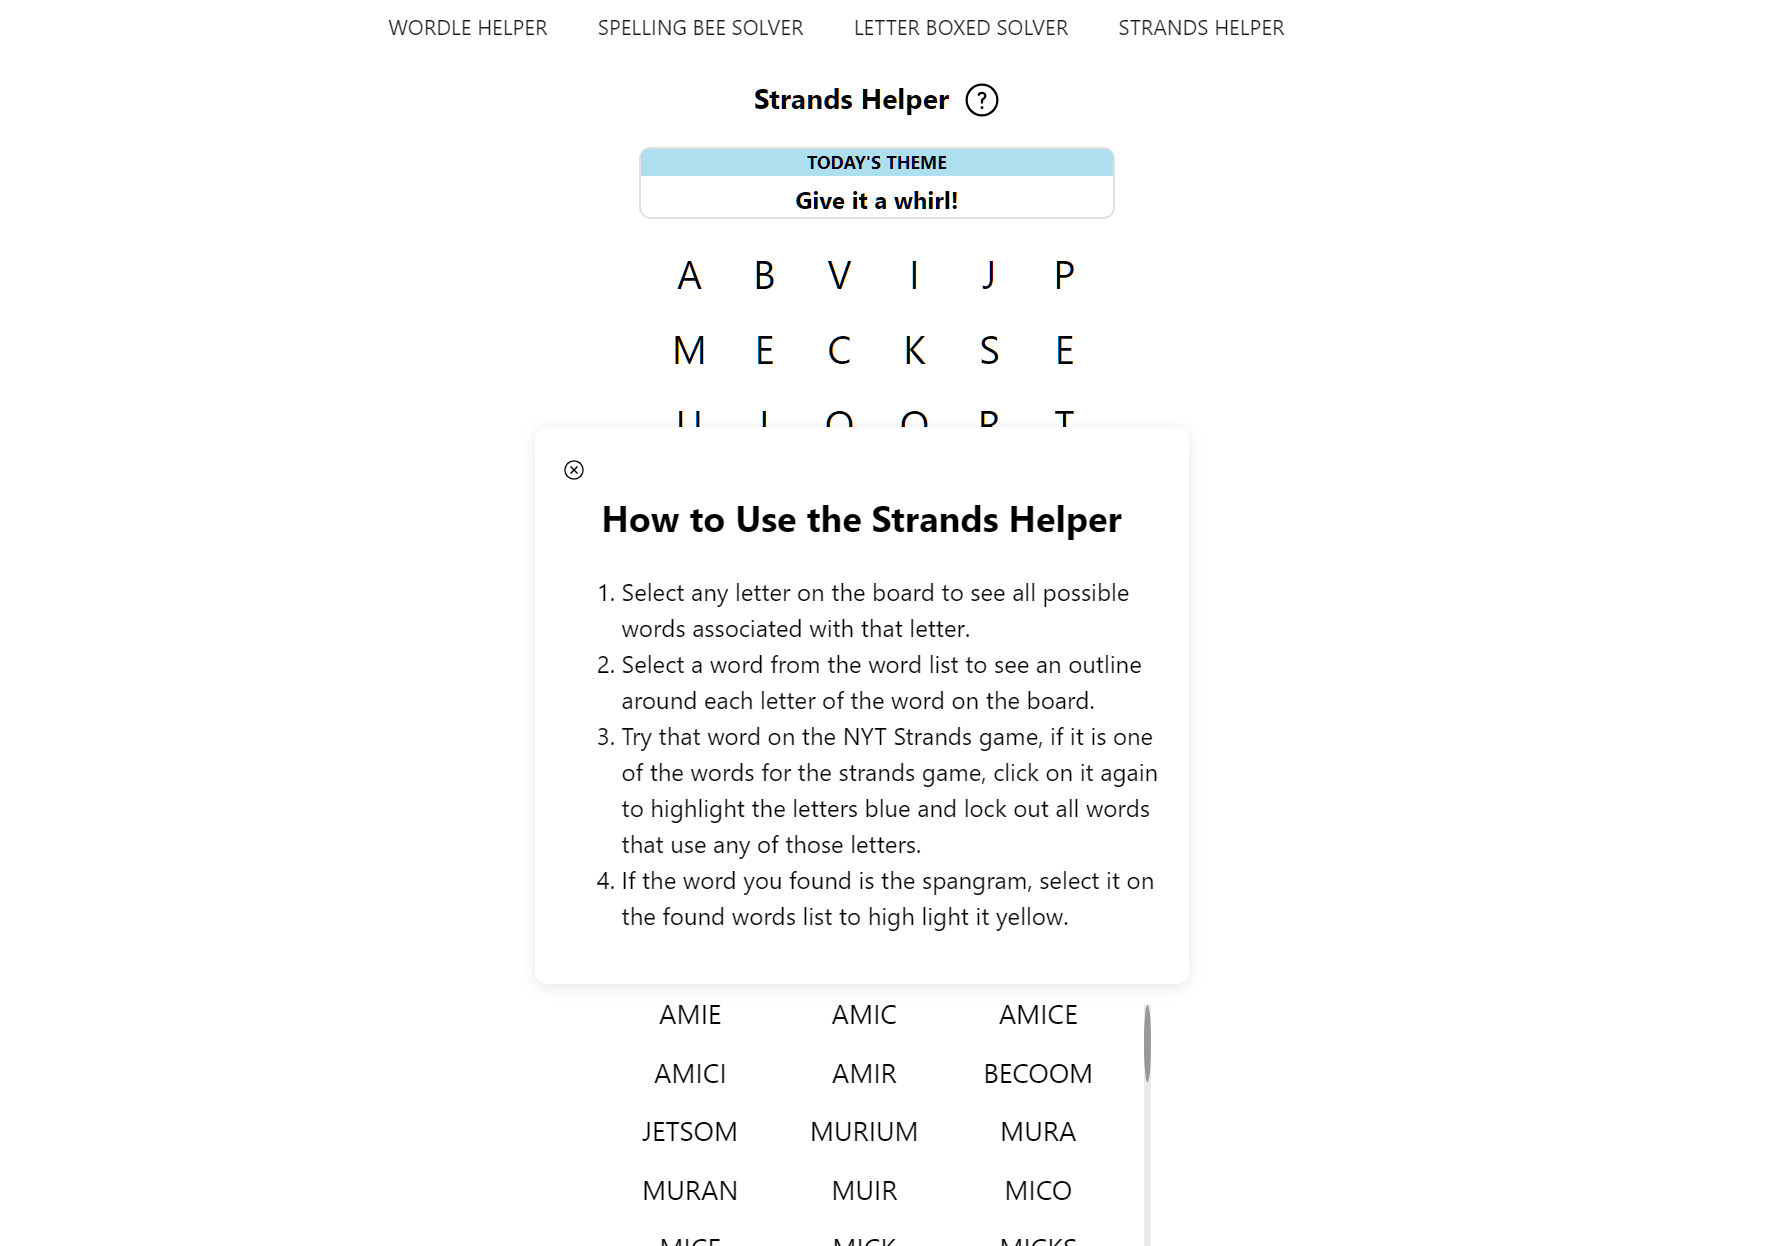 WORDLE HELPER SPELLING BEE SOLVER LETTER BOXED SOLVER STRANDS HELPER
Strands Helper ?
TODAY'S THEME
Give it a whirl!
A B V I J P
M E C K S E
How to Use the Strands Helper
1. Select any letter on the board to see all possible
words associated with that letter.
2. Select a word from the word list to see an outline
around each letter of the word on the board.
3. Try that word on the NYT Strands game, if it is one
of the words for the strands game, click on it again
to highlight the letters blue and lock out all words
that use any of those letters.
4. If the word you found is the spangram, select it on
the found words list to high light it yellow.
AMIE AMIC AMICE
AMICI AMIR BECOOM
JETSOM MURIUM MURA
MURAN MUIR MICO
MICE MICK MICKS